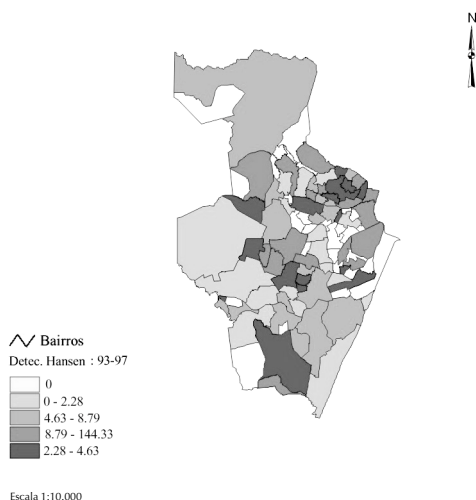 N
Bairros
Detec. Hansen : 93-97
0
0 - 2.28
4.63 - 8.79
8.79 - 144.33
2.28 - 4.63
Escala 1:10.000